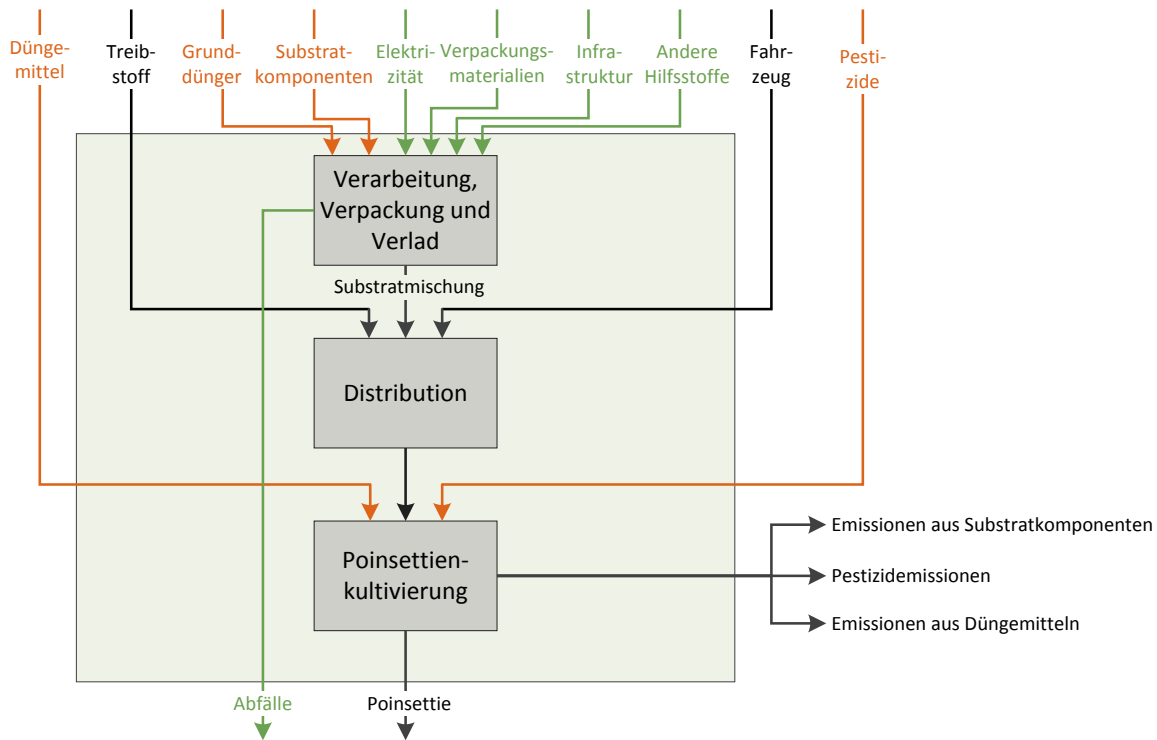 Dünge-
mittel
Treib-
stoff
Grund-
dünger
Substrat-
komponenten
Elektri-
zität
Verpackungs-
materialien
Infra-
struktur
Andere
Hilfsstoffe
Fahr-
zeug
Pesti-
zide
Verarbeitung,
Verpackung und
Verlad
Substratmischung
Distribution
Poinsettien-
kultivierung
Emissionen aus Substratkomponenten
Pestizidemissionen
Emissionen aus Düngemitteln
Abfälle
Poinsettie